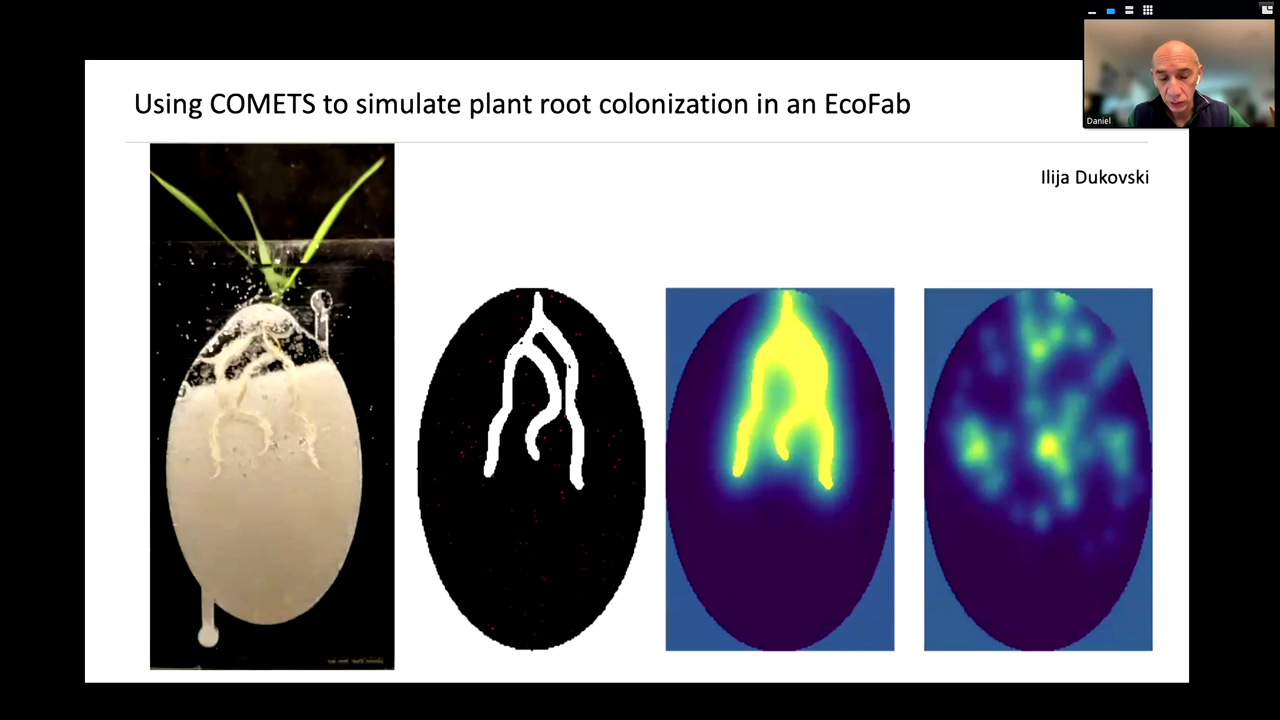 Using COMETS to simulate plant root colonization in an EcoFab
Daniel
Ilija Dukovski